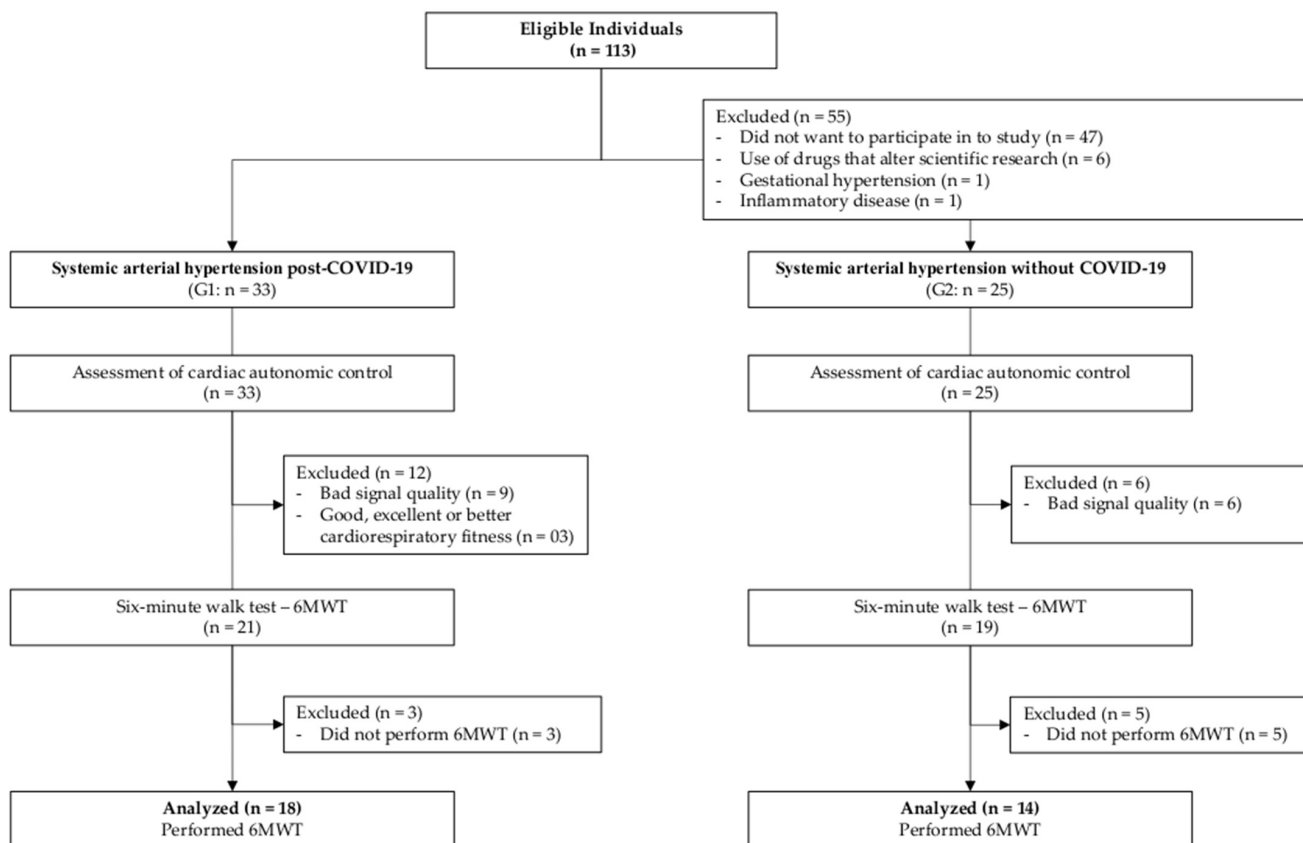 Eligible Individuals
(n = 113)
Excluded (n = 55)
- Did not want to participate in to study (n = 47)
- Use of drugs that alter scientific research (n = 6)
- Gestational hypertension (n = 1)
- Inflammatory disease (n = 1)
Systemic arterial hypertension post-COVID-19
(G1: n = 33)
Systemic arterial hypertension without COVID-19
(G2: n = 25)
Assessment of cardiac autonomic control
(n = 33)
Assessment of cardiac autonomic control
(n = 25)
Excluded (n = 12)
- Bad signal quality (n = 9)
- Good, excellent or better
cardiorespiratory fitness (n = 03)
Excluded (n = 6)
- Bad signal quality (n = 6)
Six-minute walk test – 6MWT
(n = 21)
Six-minute walk test – 6MWT
(n = 19)
Excluded (n = 3)
- Did not perform 6MWT (n = 3)
Excluded (n = 5)
- Did not perform 6MWT (n = 5)
Analyzed (n = 18)
Performed 6MWT
Analyzed (n = 14)
Performed 6MWT